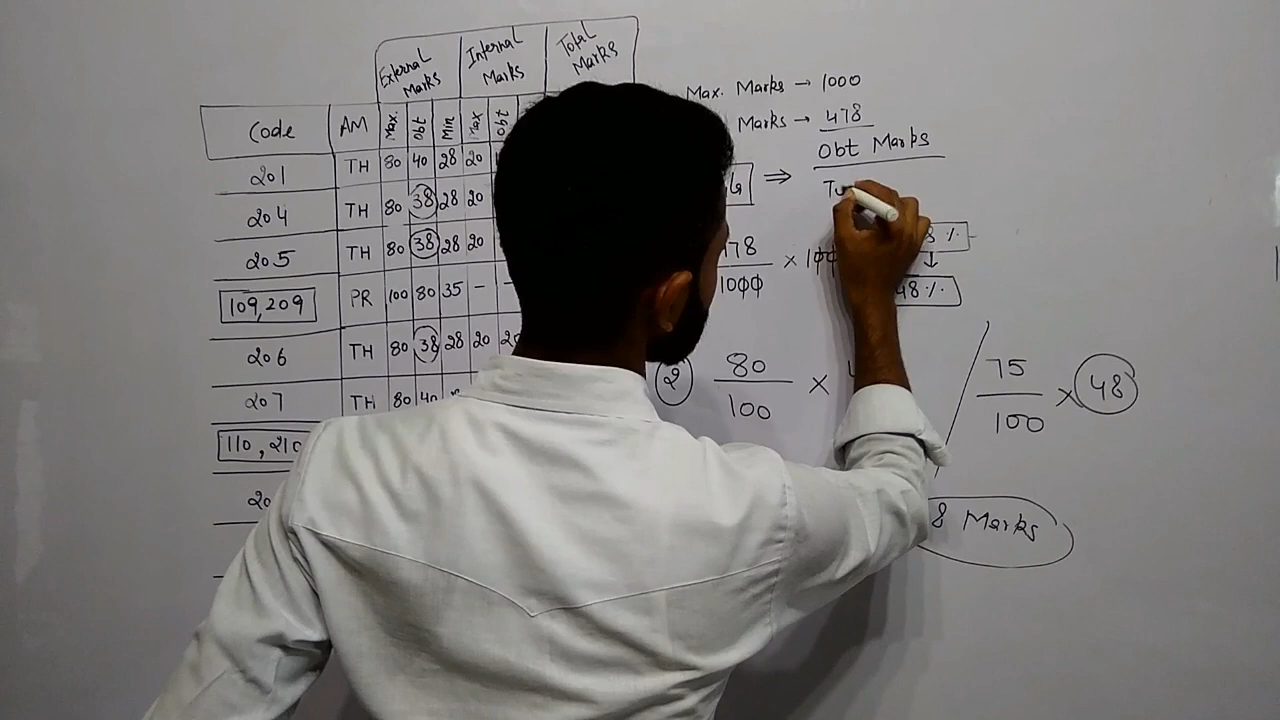 External Marks Internal Marks Total Marks
Code AM Max. Obt Min Max Obt
201 TH 80 40 28 20
204 TH 80 38 28 20
205 TH 80 38 28 20
109,209 PR 100 80 35 - -
206 TH 80 38 28 20 20
207 TH 80 40
110,210
20
Max. Marks → 1000
Marks → 478
⇒ Obt Marks
478
1000 × 100
8 %
↓
48 %
2 80
100 ×
/ 75
100 × 48
8 Marks